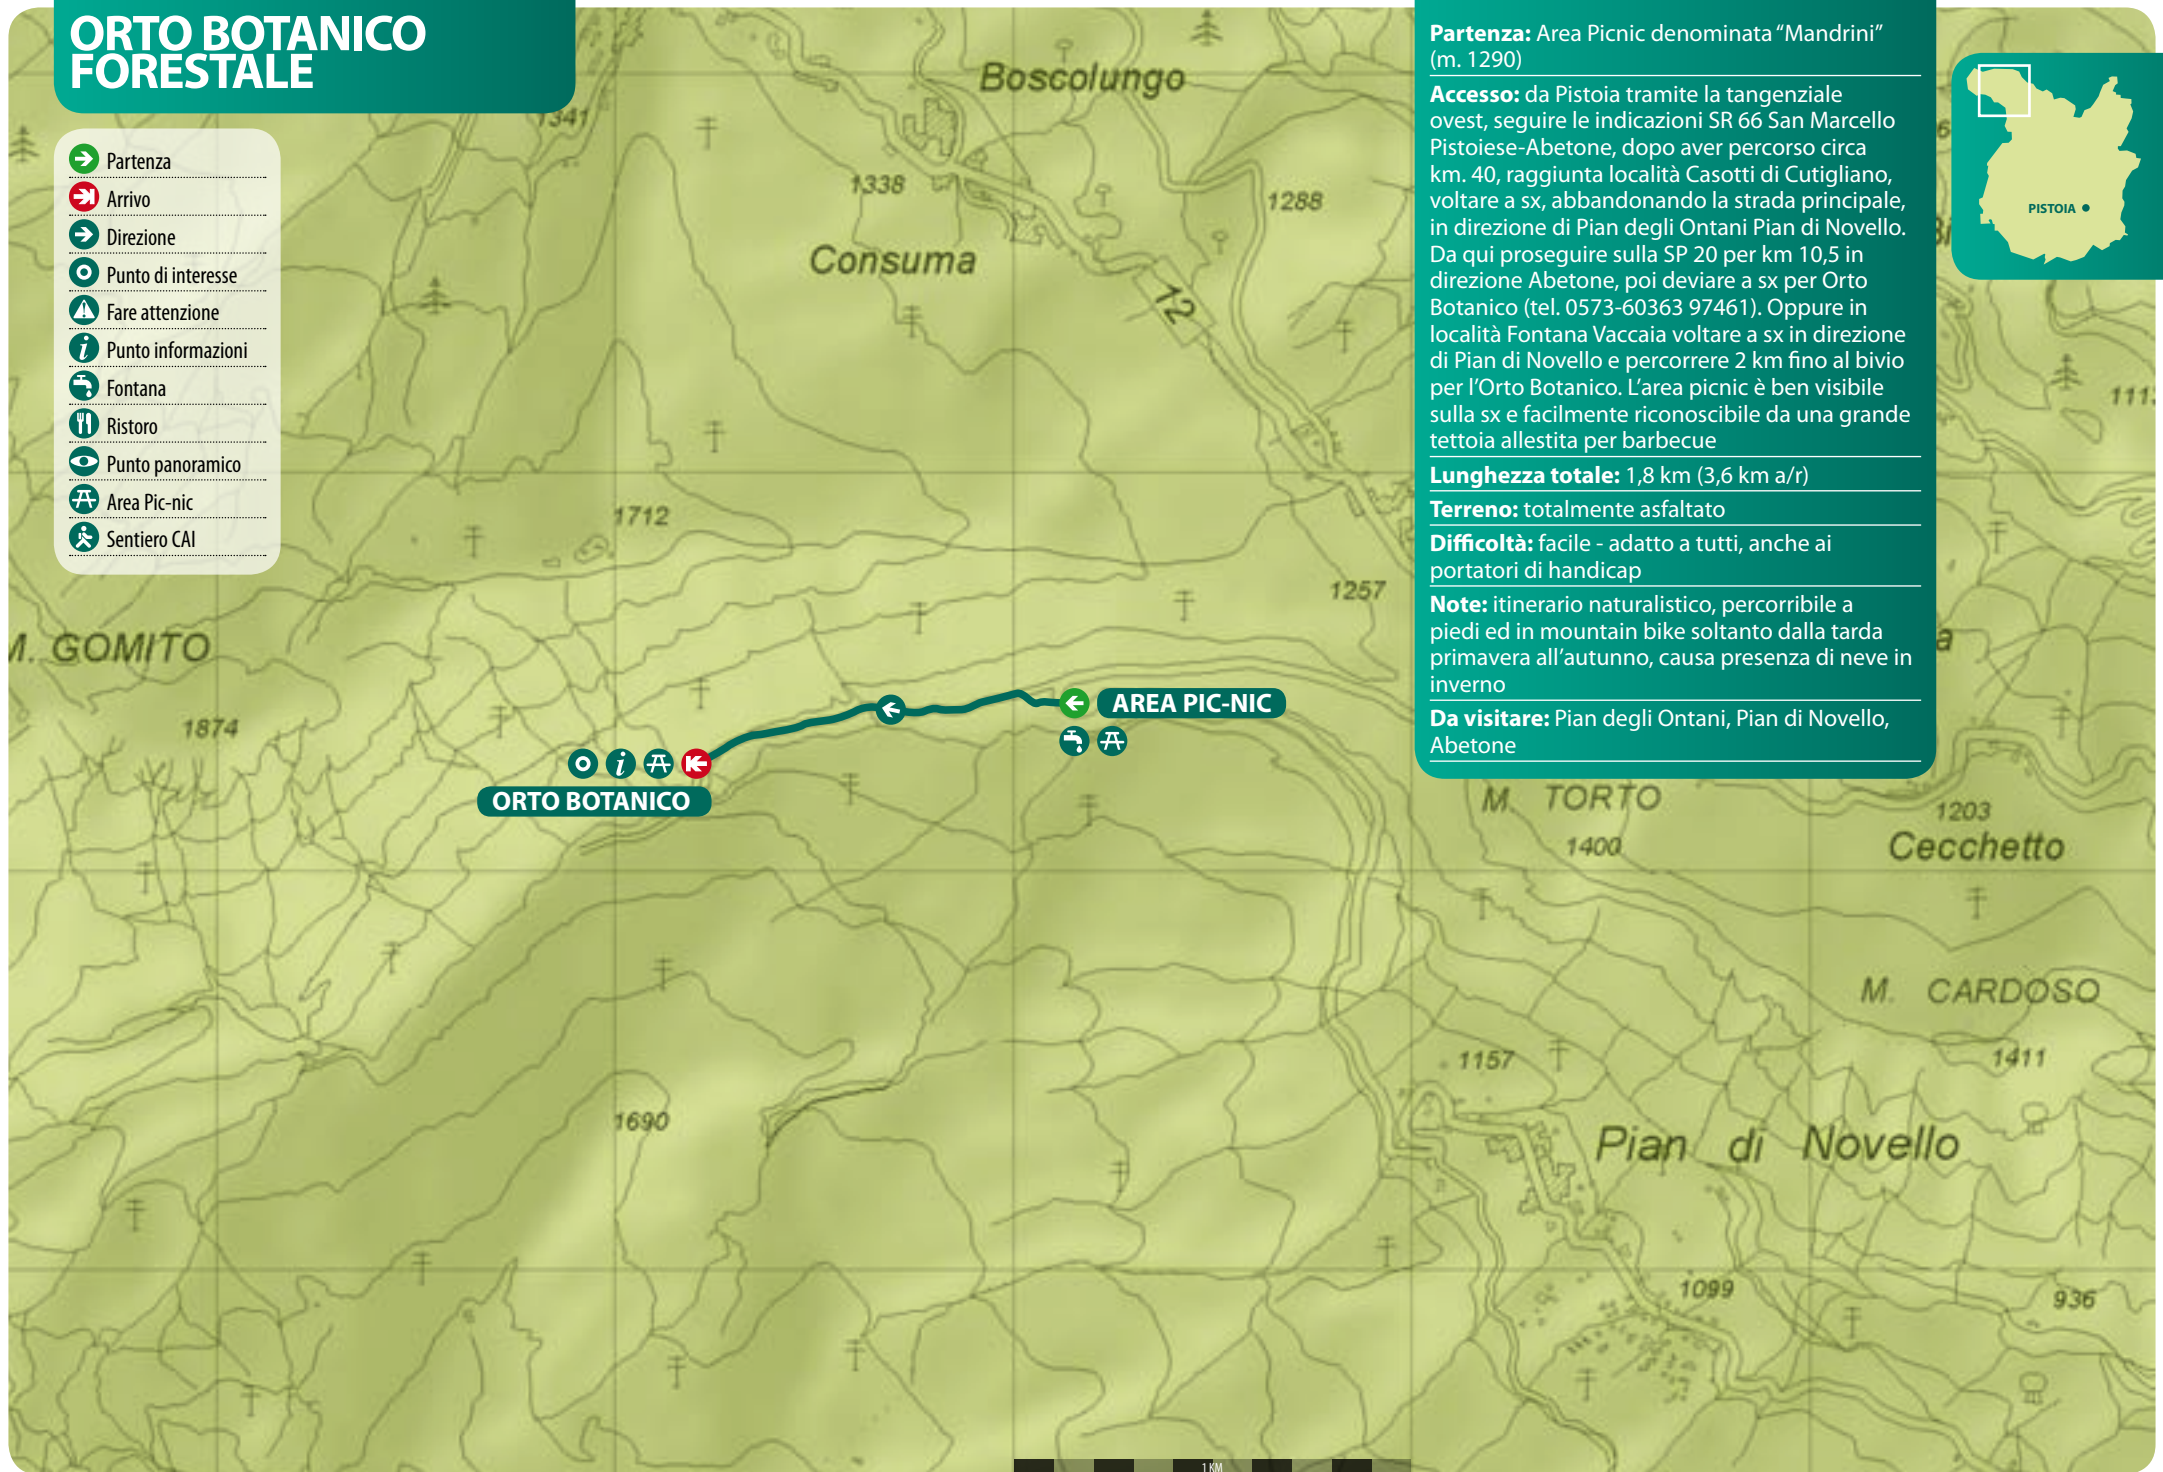 ORTO BOTANICO
FORESTALE
Partenza
Arrivo
Direzione
Punto di interesse
Fare attenzione
Punto informazioni
Fontana
Ristoro
Punto panoramico
Area Pic-nic
Sentiero CAI
Partenza: Area Picnic denominata “Mandrini”
(m. 1290)
Accesso: da Pistoia tramite la tangenziale
ovest, seguire le indicazioni SR 66 San Marcello
Pistoiese-Abetone, dopo aver percorso circa
km. 40, raggiunta località Casotti di Cutigliano,
voltare a sx, abbandonando la strada principale,
in direzione di Pian degli Ontani Pian di Novello.
Da qui proseguire sulla SP 20 per km 10,5 in
direzione Abetone, poi deviare a sx per Orto
Botanico (tel. 0573-60363 97461). Oppure in
località Fontana Vaccaia voltare a sx in direzione
di Pian di Novello e percorrere 2 km fino al bivio
per l’Orto Botanico. L’area picnic è ben visibile
sulla sx e facilmente riconoscibile da una grande
tettoia allestita per barbecue
Lunghezza totale: 1,8 km (3,6 km a/r)
Terreno: totalmente asfaltato
Difficoltà: facile - adatto a tutti, anche ai
portatori di handicap
Note: itinerario naturalistico, percorribile a
piedi ed in mountain bike soltanto dalla tarda
primavera all’autunno, causa presenza di neve in
inverno
Da visitare: Pian degli Ontani, Pian di Novello,
Abetone
PISTOIA
Boscolungo
1341
1338
1288
Consuma
12
1712
1257
M. GOMITO
1874
AREA PIC-NIC
i
ORTO BOTANICO
M. TORTO
1400
1203
Cecchetto
M. CARDOSO
1411
1157
1690
Pian di Novello
1099
936
1 KM